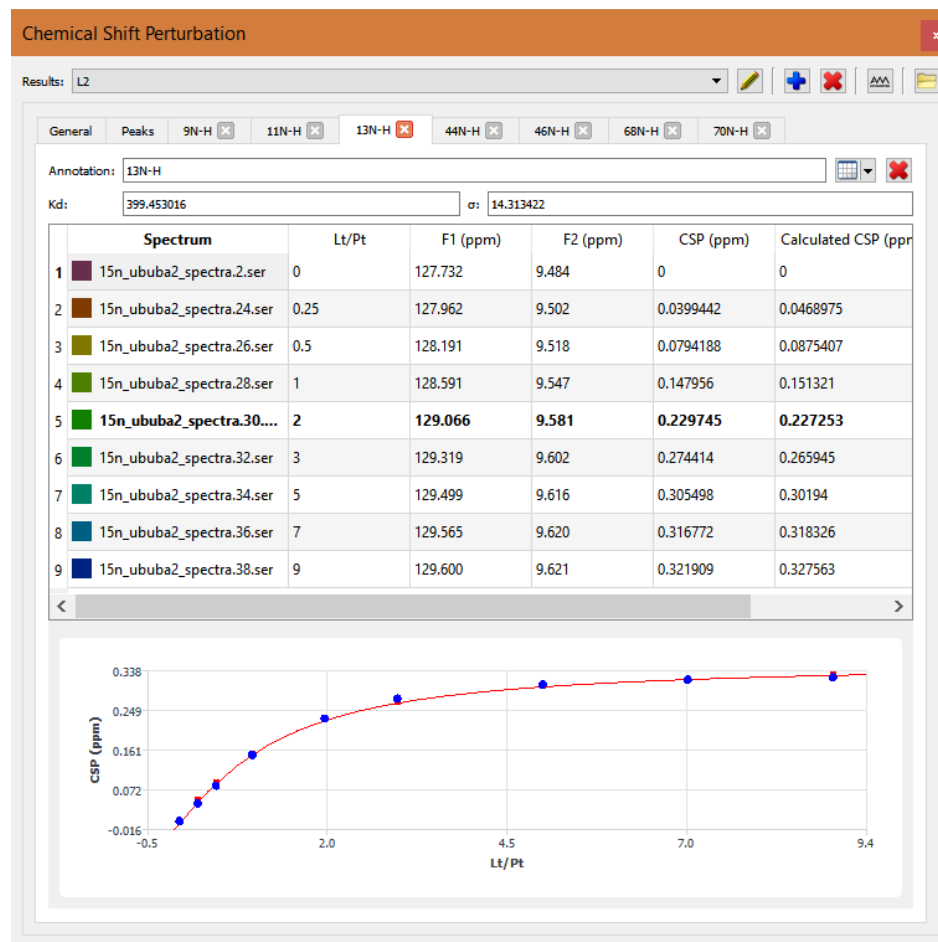 Chemical Shift Perturbation
Results: L2
General Peaks 9N-H 11N-H 13N-H 44N-H 46N-H 68N-H 70N-H
Annotation: 13N-H
Kd: 399.453016 σ: 14.313422
Spectrum Lt/Pt F1 (ppm) F2 (ppm) CSP (ppm) Calculated CSP (ppr
1 15n_ububa2_spectra.2.ser 0 127.732 9.484 0 0
2 15n_ububa2_spectra.24.ser 0.25 127.962 9.502 0.0399442 0.0468975
3 15n_ububa2_spectra.26.ser 0.5 128.191 9.518 0.0794188 0.0875407
4 15n_ububa2_spectra.28.ser 1 128.591 9.547 0.147956 0.151321
5 15n_ububa2_spectra.30.... 2 129.066 9.581 0.229745 0.227253
6 15n_ububa2_spectra.32.ser 3 129.319 9.602 0.274414 0.265945
7 15n_ububa2_spectra.34.ser 5 129.499 9.616 0.305498 0.30194
8 15n_ububa2_spectra.36.ser 7 129.565 9.620 0.316772 0.318326
9 15n_ububa2_spectra.38.ser 9 129.600 9.621 0.321909 0.327563
0.338
0.249
0.161
0.072
-0.016
CSP (ppm)
-0.5 2.0 4.5 7.0 9.4
Lt/Pt